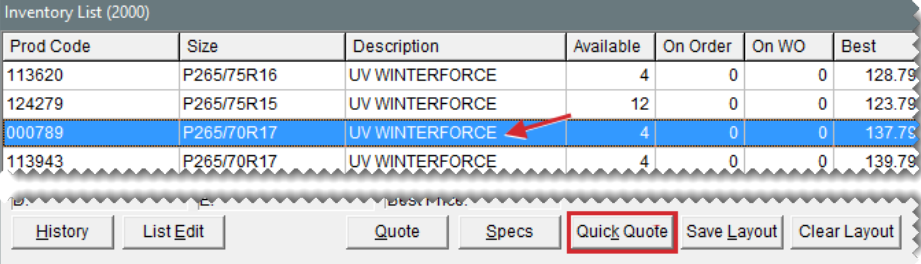 Inventory List (2000)
Prod Code Size Description Available On Order On WO Best
113620 P265/75R16 UV WINTERFORCE 4 0 0 128.79
124279 P265/75R15 UV WINTERFORCE 12 0 0 123.79
000789 P265/70R17 UV WINTERFORCE 4 0 0 137.79
113943 P265/70R17 UV WINTERFORCE 4 0 0 139.79
History List Edit Quote Specs Quick Quote Save Layout Clear Layout